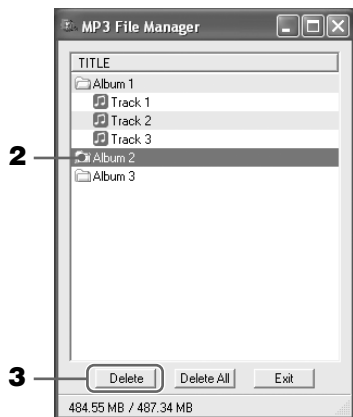 MP3 File Manager
TITLE
Album 1
Track 1
Track 2
Track 3
2 Album 2
Album 3
3 Delete Delete All Exit
484.55 MB / 487.34 MB